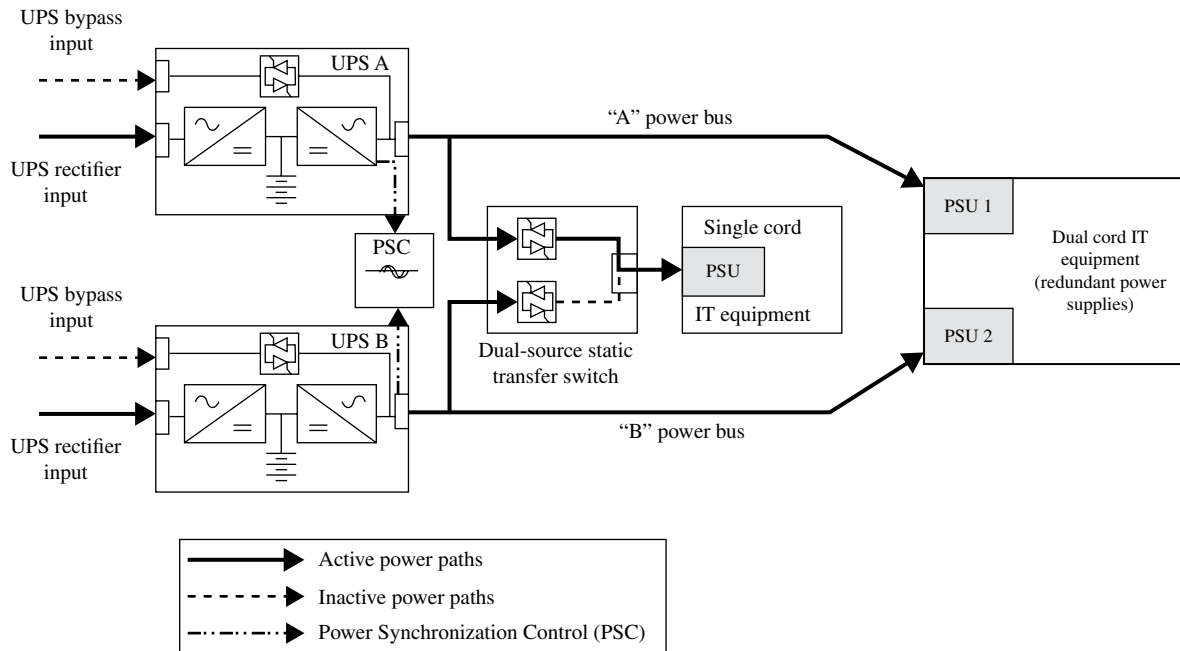 UPS bypass
input
UPS A
UPS rectifier
input
“A” power bus
PSC
Single cord
PSU
IT equipment
PSU 1
Dual cord IT
equipment
(redundant power
supplies)
PSU 2
UPS bypass
input
UPS B
Dual-source static
transfer switch
UPS rectifier
input
“B” power bus
Active power paths
Inactive power paths
Power Synchronization Control (PSC)